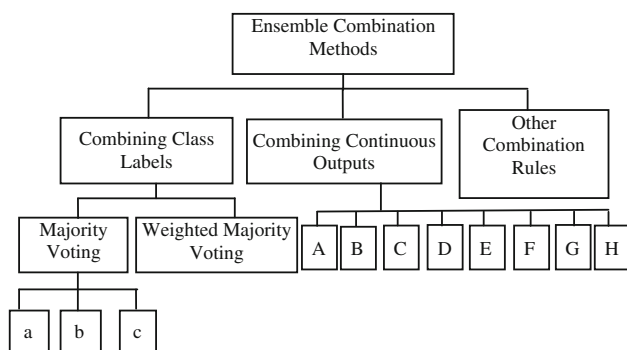 Ensemble Combination
Methods
Combining Class
Labels
Combining Continuous
Outputs
Other
Combination
Rules
Majority
Voting
Weighted Majority
Voting
A B C D E F G H
a b c